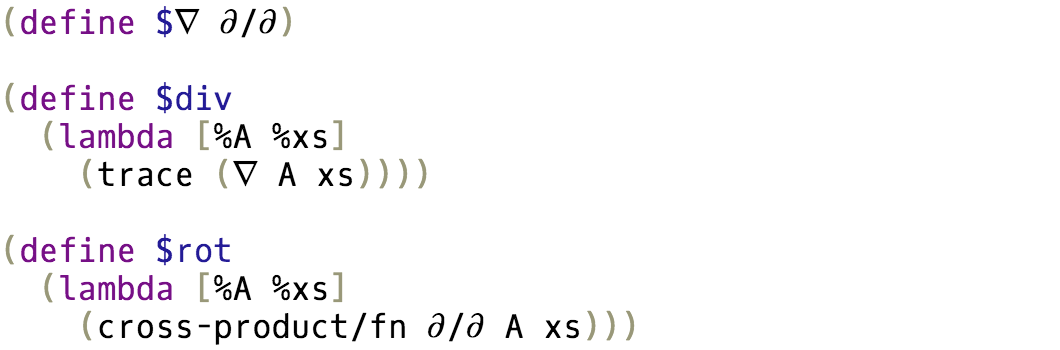 (define $∇ ∂/∂)
(define $div
(lambda [%A %xs]
(trace (∇ A xs))))
(define $rot
(lambda [%A %xs]
(cross-product/fn ∂/∂ A xs)))